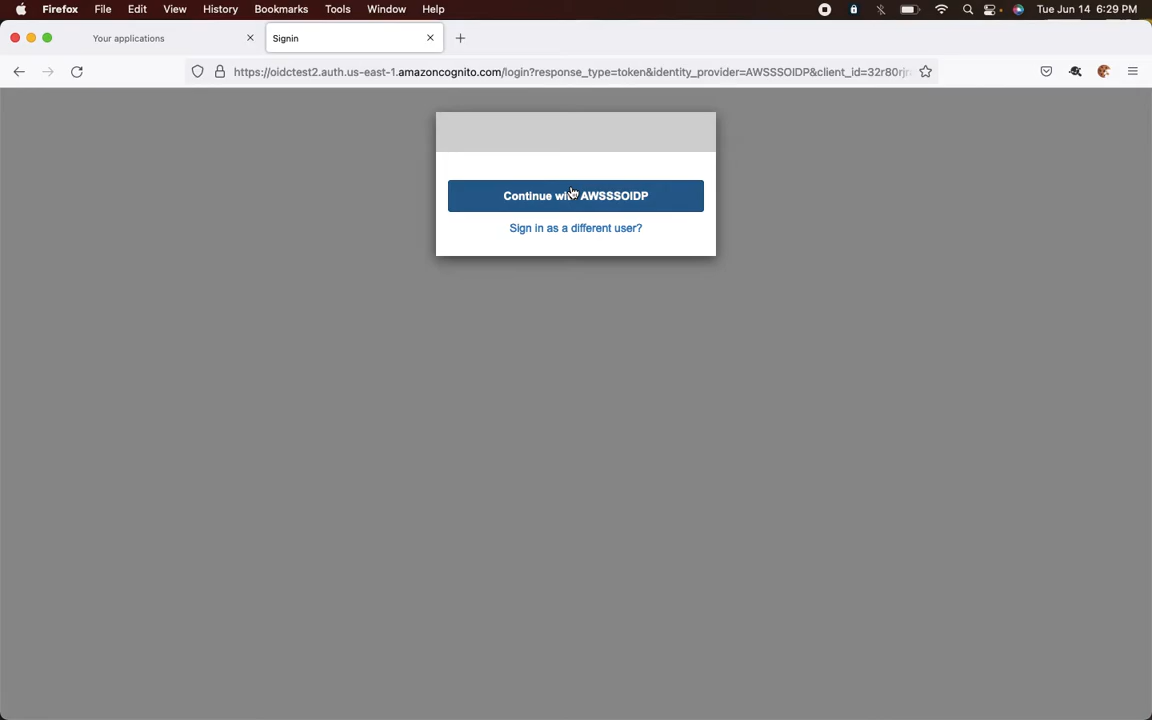 Firefox File Edit View History Bookmarks Tools Window Help Tue Jun 14 6:29 PM
Your applications Signin
https://oidctest2.auth.us-east-1.amazoncognito.com/login?response_type=token&identity_provider=AWSSSOIDP&client_id=32r80rjr
Continue with AWSSSOIDP
Sign in as a different user?